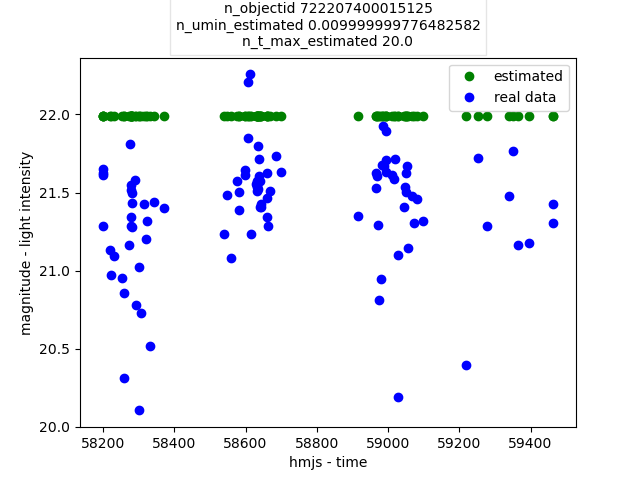 n_objectid 722207400015125
n_umin_estimated 0.009999999776482582
n_t_max_estimated 20.0
estimated
real data
22.0
21.5
21.0
20.5
20.0
magnitude - light intensity
58200 58400 58600 58800 59000 59200 59400
hmjs - time